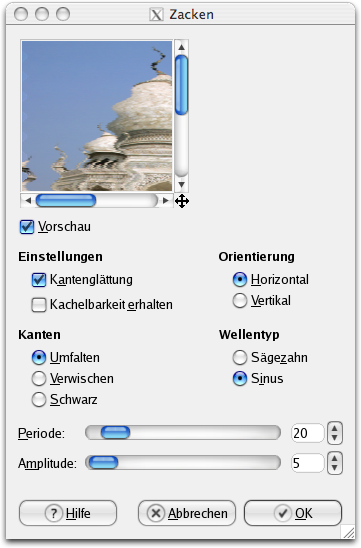 Zacken
Vorschau
Einstellungen
Kantenglättung
Kachelbarkeit erhalten
Orientierung
Horizontal
Vertikal
Kanten
Umfalten
Verwischen
Schwarz
Wellentyp
Sägezahn
Sinus
Periode: 20
Amplitude: 5
Hilfe Abbrechen OK